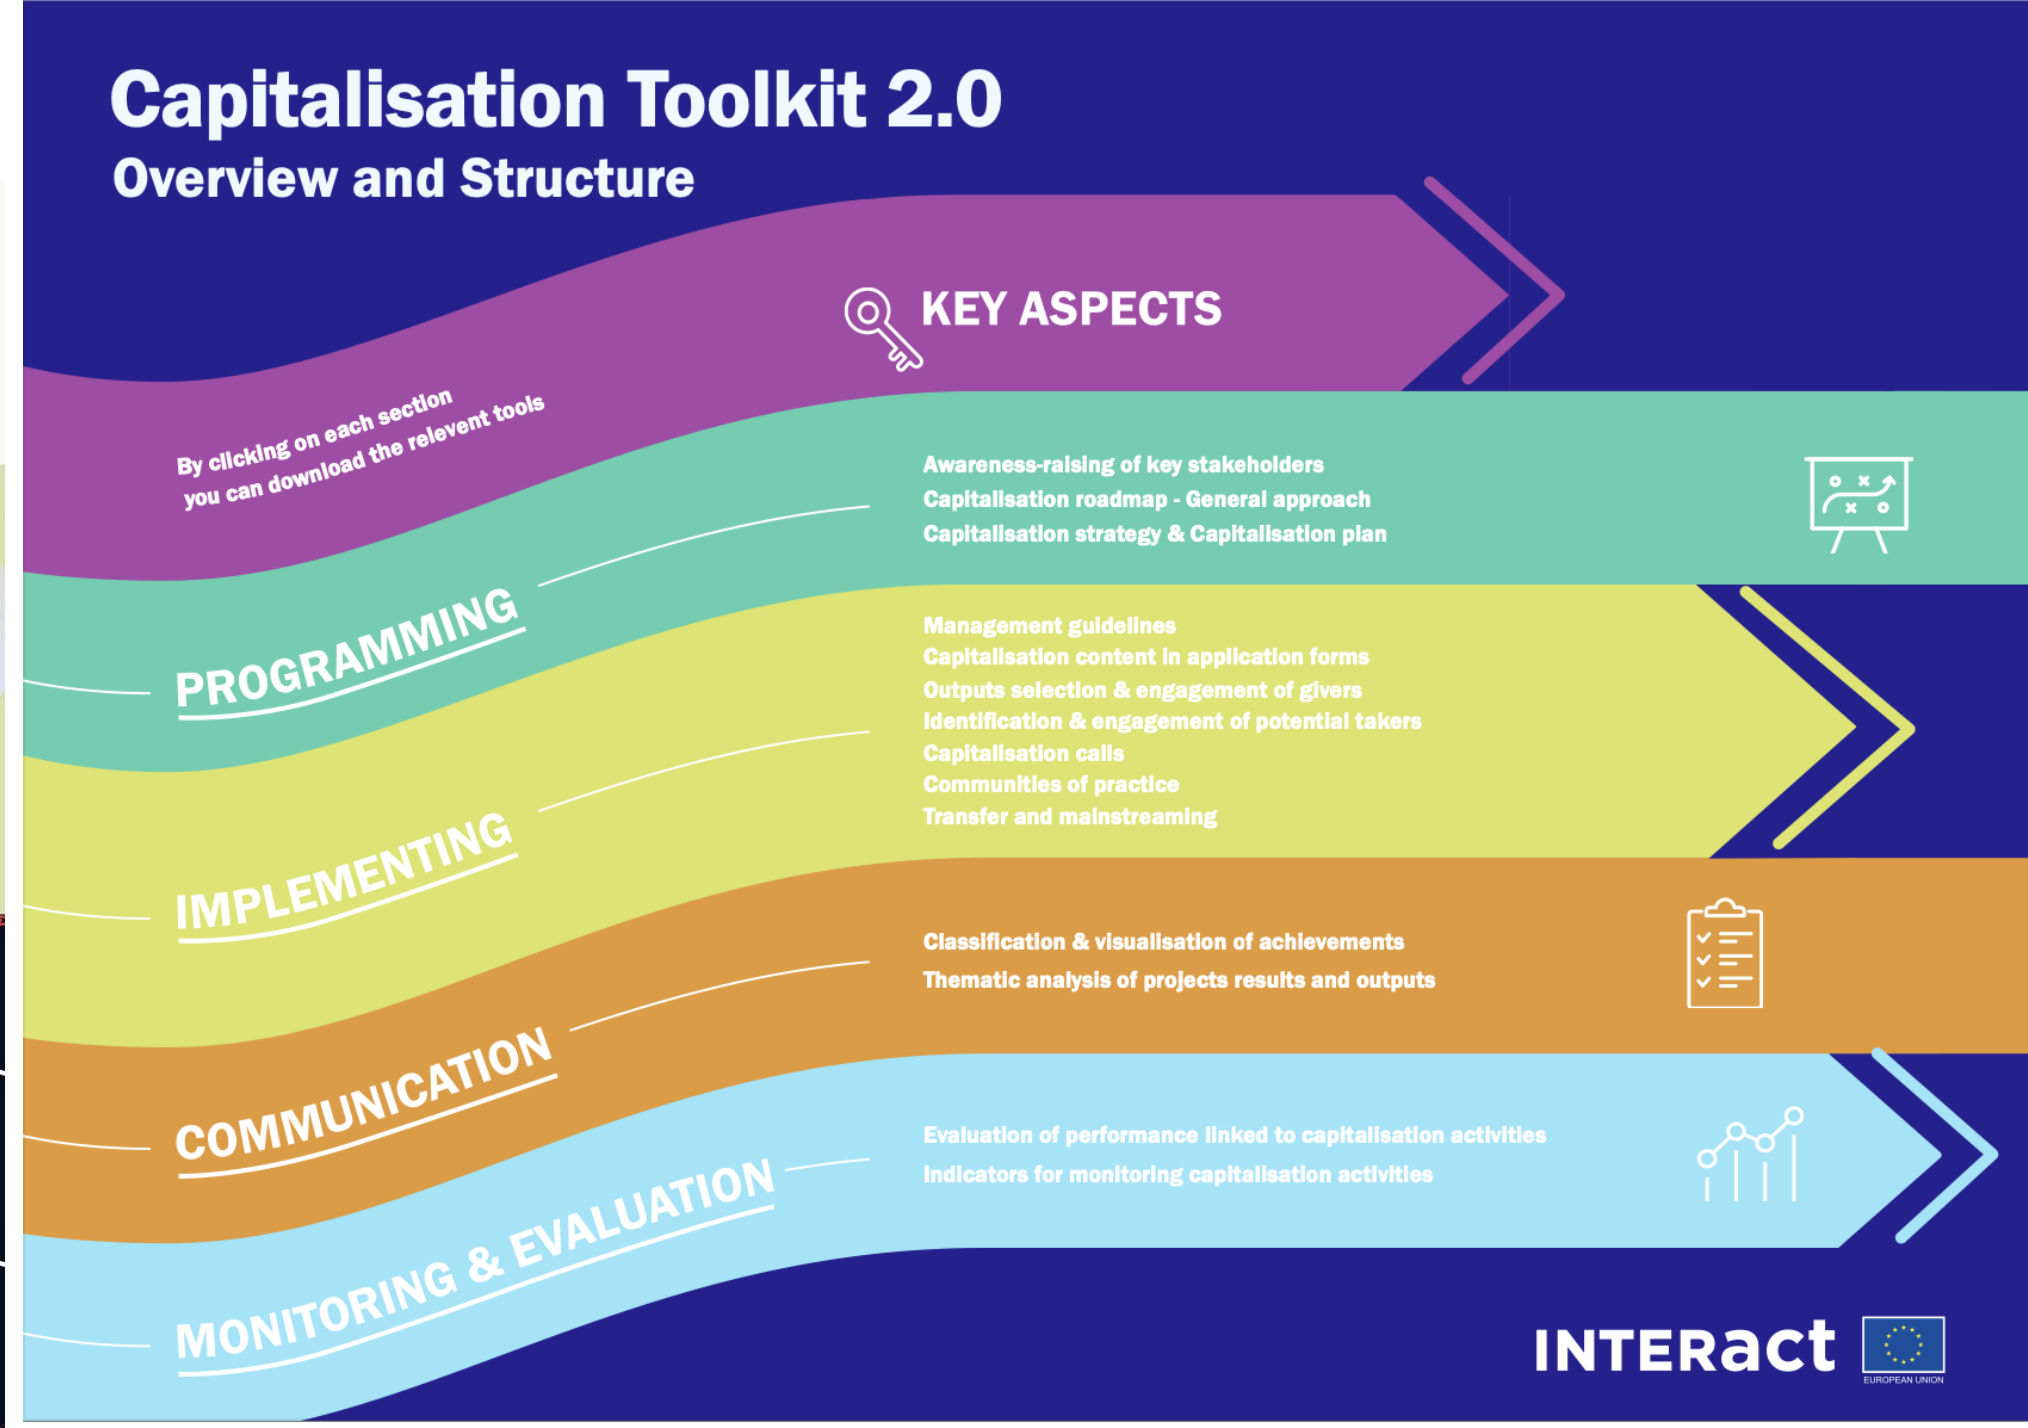 Capitalisation Toolkit 2.0
Overview and Structure
KEY ASPECTS
By clicking on each section
you can download the relevent tools
PROGRAMMING
Awareness-raising of key stakeholders
Capitalisation roadmap - General approach
Capitalisation strategy & Capitalisation plan
IMPLEMENTING
Management guidelines
Capitalisation content in application forms
Outputs selection & engagement of givers
Identification & engagement of potential takers
Capitalisation calls
Communities of practice
Transfer and mainstreaming
COMMUNICATION
Classification & visualisation of achievements
Thematic analysis of projects results and outputs
MONITORING & EVALUATION
Evaluation of performance linked to capitalisation activities
Indicators for monitoring capitalisation activities
INTERact
EUROPEAN UNION